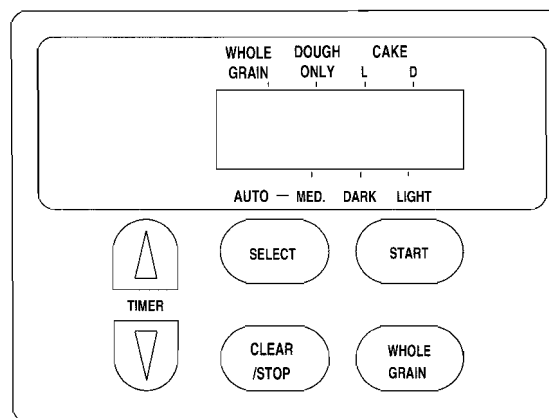 WHOLE DOUGH CAKE
GRAIN ONLY L D
AUTO — MED. DARK LIGHT
SELECT START
TIMER
CLEAR WHOLE
/STOP GRAIN